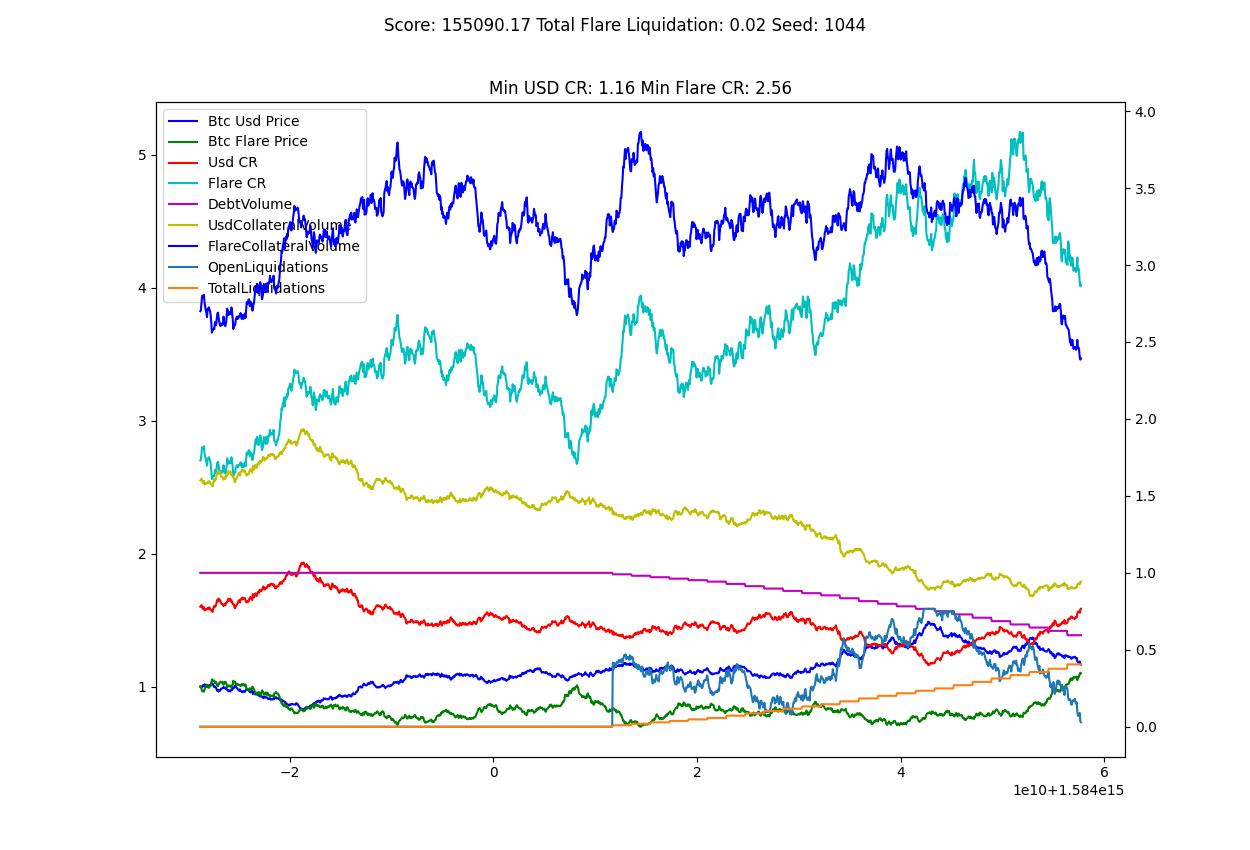 Score: 155090.17 Total Flare Liquidation: 0.02 Seed: 1044
Min USD CR: 1.16 Min Flare CR: 2.56
Btc Usd Price
Btc Flare Price
Usd CR
Flare CR
DebtVolume
UsdCollateralVolume
FlareCollateralVolume
OpenLiquidations
TotalLiquidations
5
4
3
2
1
4.0
3.5
3.0
2.5
2.0
1.5
1.0
0.5
0.0
−2
0
2
4
6
1e10+1.584e15